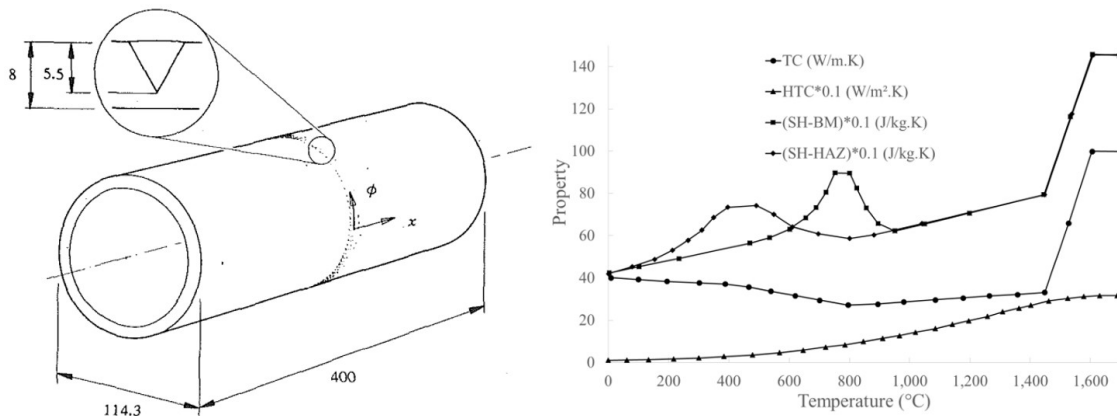 8
5.5
ϕ
x
400
114.3
TC (W/m.K)
HTC*0.1 (W/m².K)
(SH-BM)*0.1 (J/kg.K)
(SH-HAZ)*0.1 (J/kg.K)
Property
140
120
100
80
60
40
20
0
0 200 400 600 800 1,000 1,200 1,400 1,600
Temperature (°C)